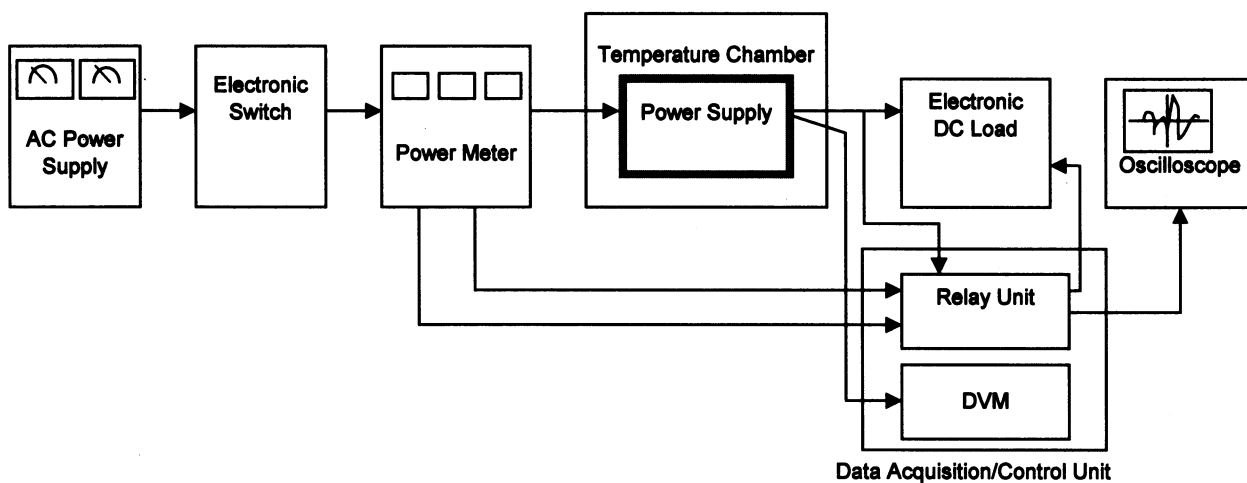 AC Power
Supply
Electronic
Switch
Power Meter
Temperature Chamber
Power Supply
Electronic
DC Load
Oscilloscope
Relay Unit
DVM
Data Acquisition/Control Unit